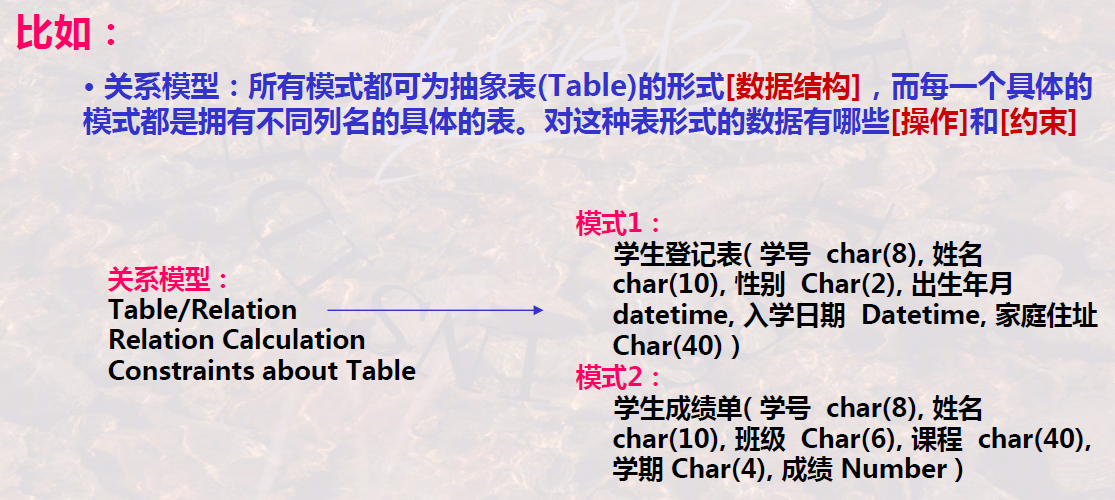 比如：
• 关系模型：所有模式都可为抽象表(Table)的形式[数据结构]，而每一个具体的
模式都是拥有不同列名的具体的表。对这种表形式的数据有哪些[操作]和[约束]
关系模型：
Table/Relation
Relation Calculation
Constraints about Table
模式1：
学生登记表( 学号 char(8), 姓名
char(10), 性别 Char(2), 出生年月
datetime, 入学日期 Datetime, 家庭住址
Char(40) )
模式2：
学生成绩单( 学号 char(8), 姓名
char(10), 班级 Char(6), 课程 char(40),
学期 Char(4), 成绩 Number )